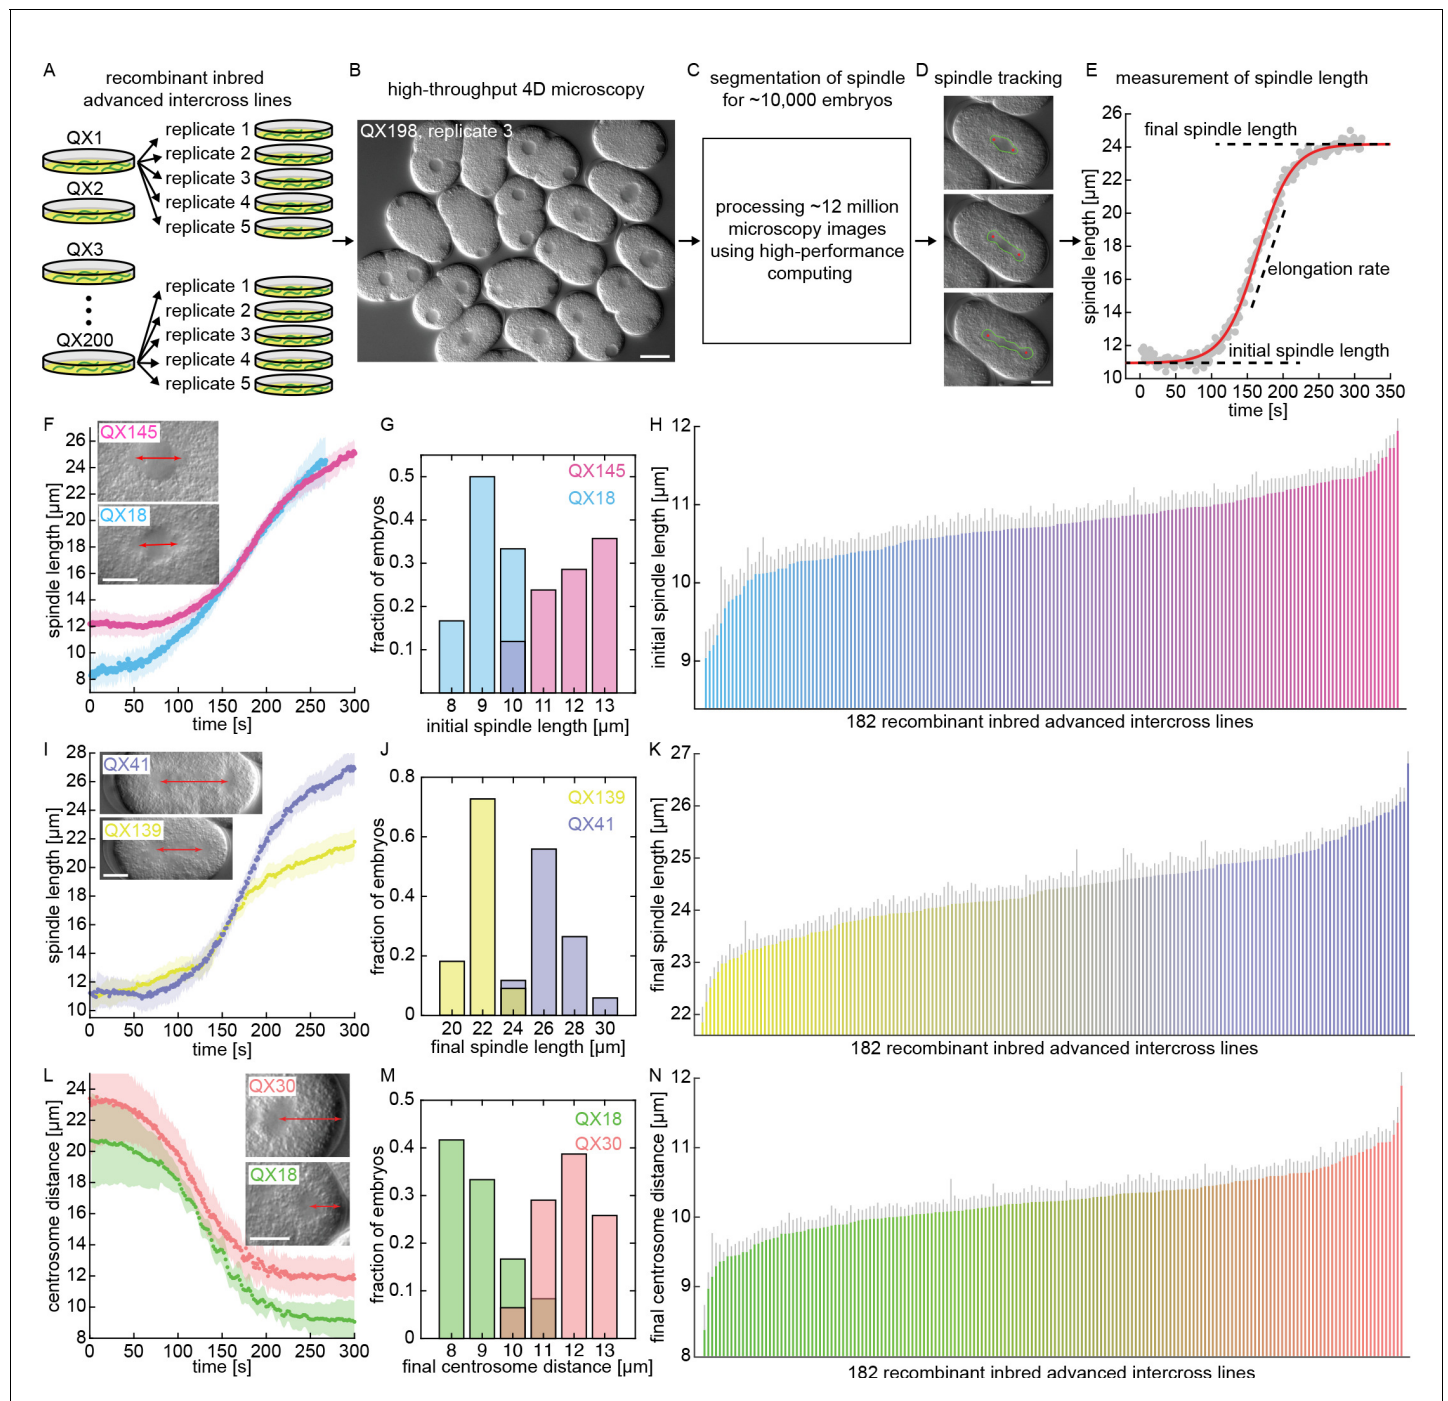 A
recombinant inbred
advanced intercross lines
QX1
QX2
QX3
QX200
replicate 1
replicate 2
replicate 3
replicate 4
replicate 5
replicate 1
replicate 2
replicate 3
replicate 4
replicate 5
B
high-throughput 4D microscopy
QX198, replicate 3
C
segmentation of spindle
for ~10,000 embryos
processing ~12 million
microscopy images
using high-performance
computing
D
spindle tracking
E
measurement of spindle length
26
24
22
20
18
16
14
12
10
spindle length [µm]
final spindle length
elongation rate
initial spindle length
0 50 100 150 200 250 300 350
time [s]
F
QX145
QX18
26
24
22
20
18
16
14
12
10
8
spindle length [µm]
0 50 100 150 200 250 300
time [s]
G
QX145
QX18
0.5
0.4
0.3
0.2
0.1
fraction of embryos
8 9 10 11 12 13
initial spindle length [µm]
H
12
11
10
9
initial spindle length [µm]
182 recombinant inbred advanced intercross lines
I
QX41
QX139
28
26
24
22
20
18
16
14
12
10
spindle length [µm]
0 50 100 150 200 250 300
time [s]
J
QX139
QX41
0.8
0.6
0.4
0.2
0
fraction of embryos
20 22 24 26 28 30
final spindle length [µm]
K
27
26
25
24
23
22
final spindle length [µm]
182 recombinant inbred advanced intercross lines
L
QX30
QX18
24
22
20
18
16
14
12
10
8
centrosome distance [µm]
0 50 100 150 200 250 300
time [s]
M
QX18
QX30
0.5
0.4
0.3
0.2
0.1
0
fraction of embryos
8 9 10 11 12 13
final centrosome distance [µm]
N
12
11
10
9
8
final centrosome distance [µm]
182 recombinant inbred advanced intercross lines